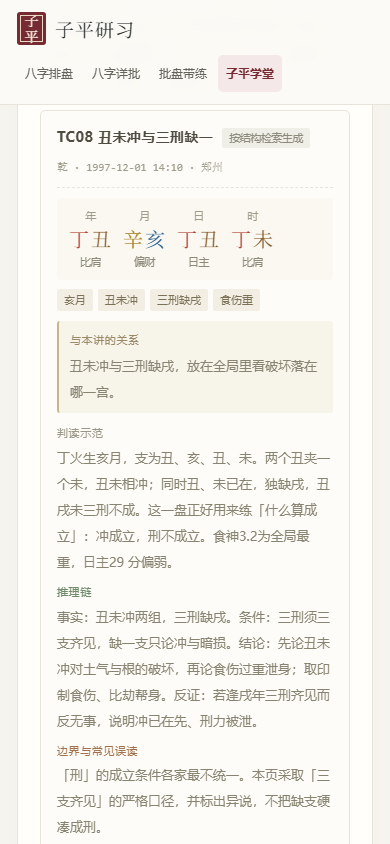 子平
子平研习
八字排盘 八字详批 批盘带练 子平学堂
TC08 丑未冲与三刑缺一 按结构检索生成
乾 · 1997-12-01 14:10 · 郑州
年 月 日 时
丁丑 辛亥 丁丑 丁未
比肩 偏财 日主 比肩
亥月 丑未冲 三刑缺戌 食伤重
与本讲的关系
丑未冲与三刑缺戌，放在全局里看破坏落在
哪一宫。
判读示范
丁火生亥月，支为丑、亥、丑、未。两个丑夹一
个未，丑未相冲；同时丑、未已在，独缺戌，丑
戌未三刑不成。这一盘正好用来练「什么算成
立」：冲成立，刑不成立。食神3.2为全局最
重，日主29 分偏弱。
推理链
事实：丑未冲两组，三刑缺戌。条件：三刑须三
支齐见，缺一支只论冲与暗损。结论：先论丑未
冲对土气与根的破坏，再论食伤过重泄身；取印
制食伤、比劫帮身。反证：若逢戌年三刑齐见而
反无事，说明冲已在先、刑力被泄。
边界与常见误读
「刑」的成立条件各家最不统一。本页采取「三
支齐见」的严格口径，并标出异说，不把缺支硬
凑成刑。